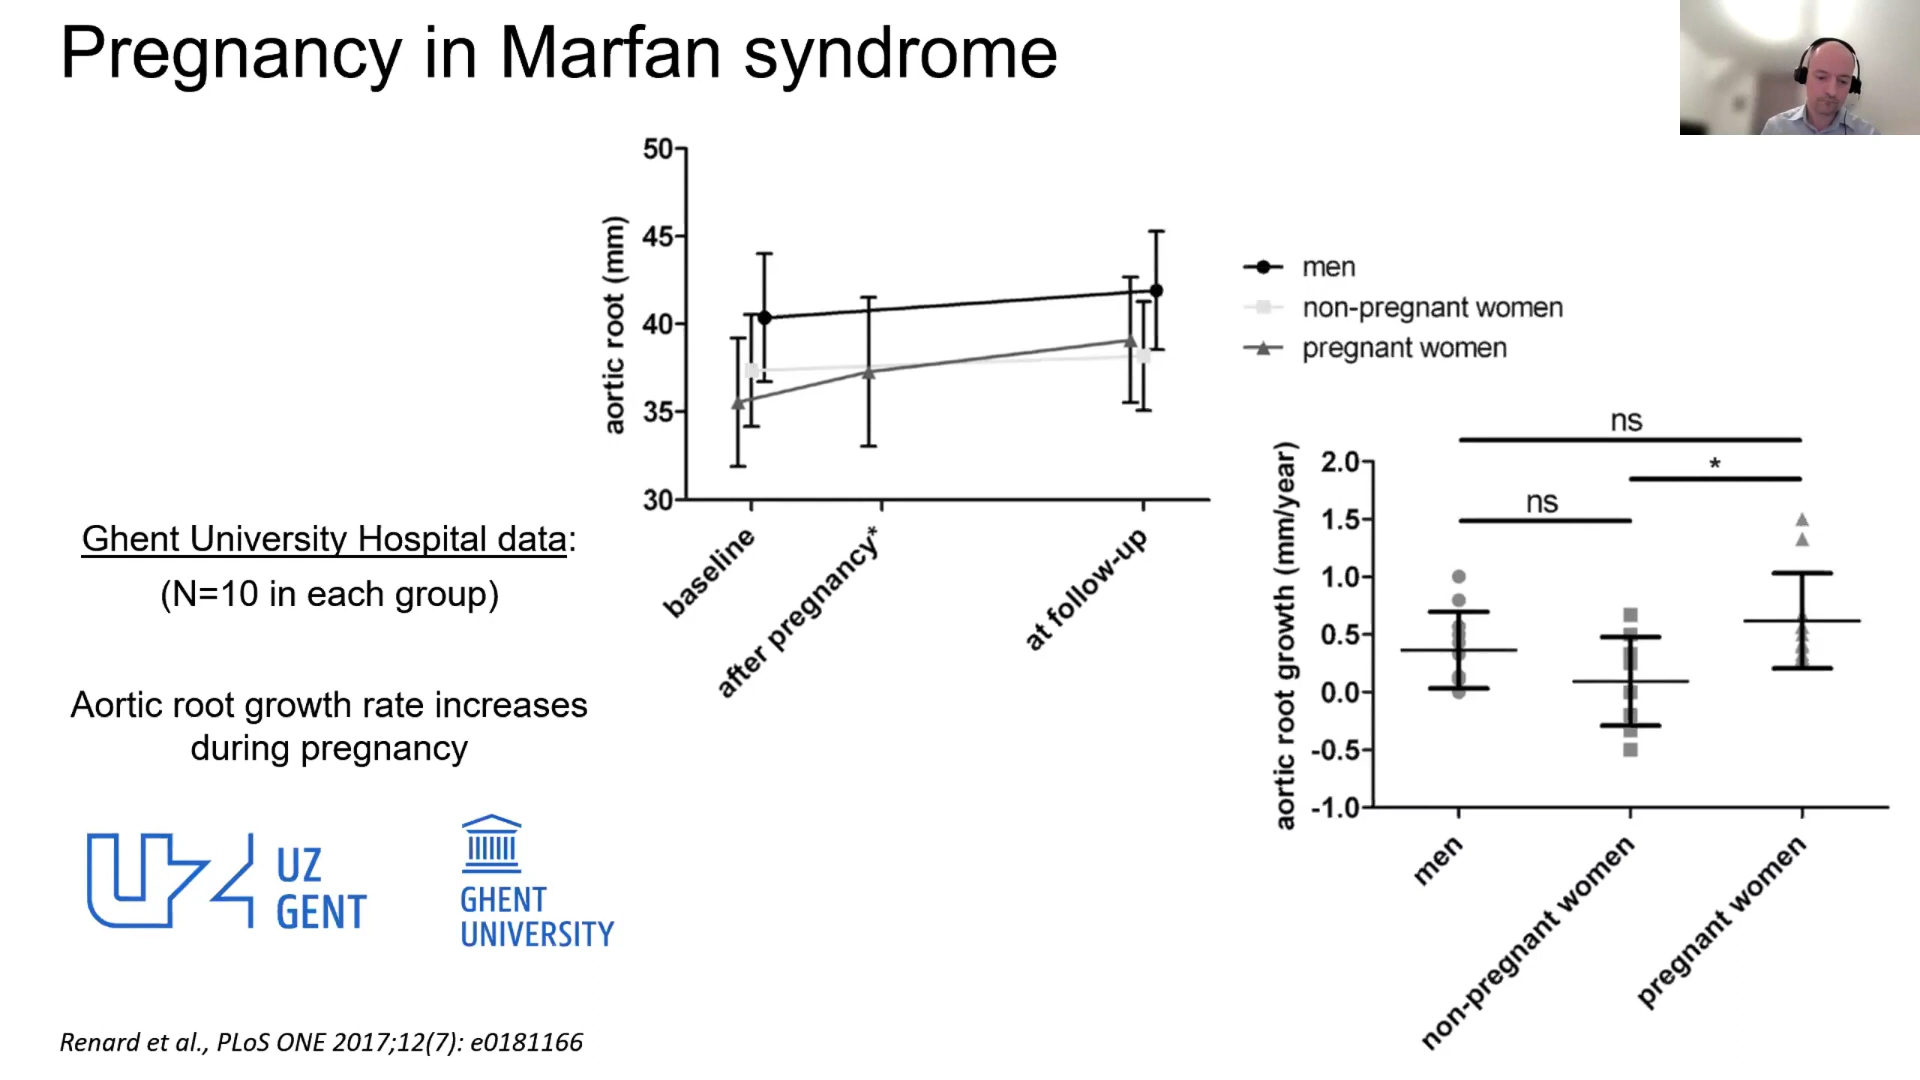 Pregnancy in Marfan syndrome
50
45
40
35
30
aortic root (mm)
baseline
after pregnancy*
at follow-up
men
non-pregnant women
pregnant women
ns
*
ns
2.0
1.5
1.0
0.5
0.0
-0.5
-1.0
aortic root growth (mm/year)
men
non-pregnant women
pregnant women
Ghent University Hospital data:
(N=10 in each group)
Aortic root growth rate increases
during pregnancy
UZ
GENT
GHENT
UNIVERSITY
Renard et al., PLoS ONE 2017;12(7): e0181166